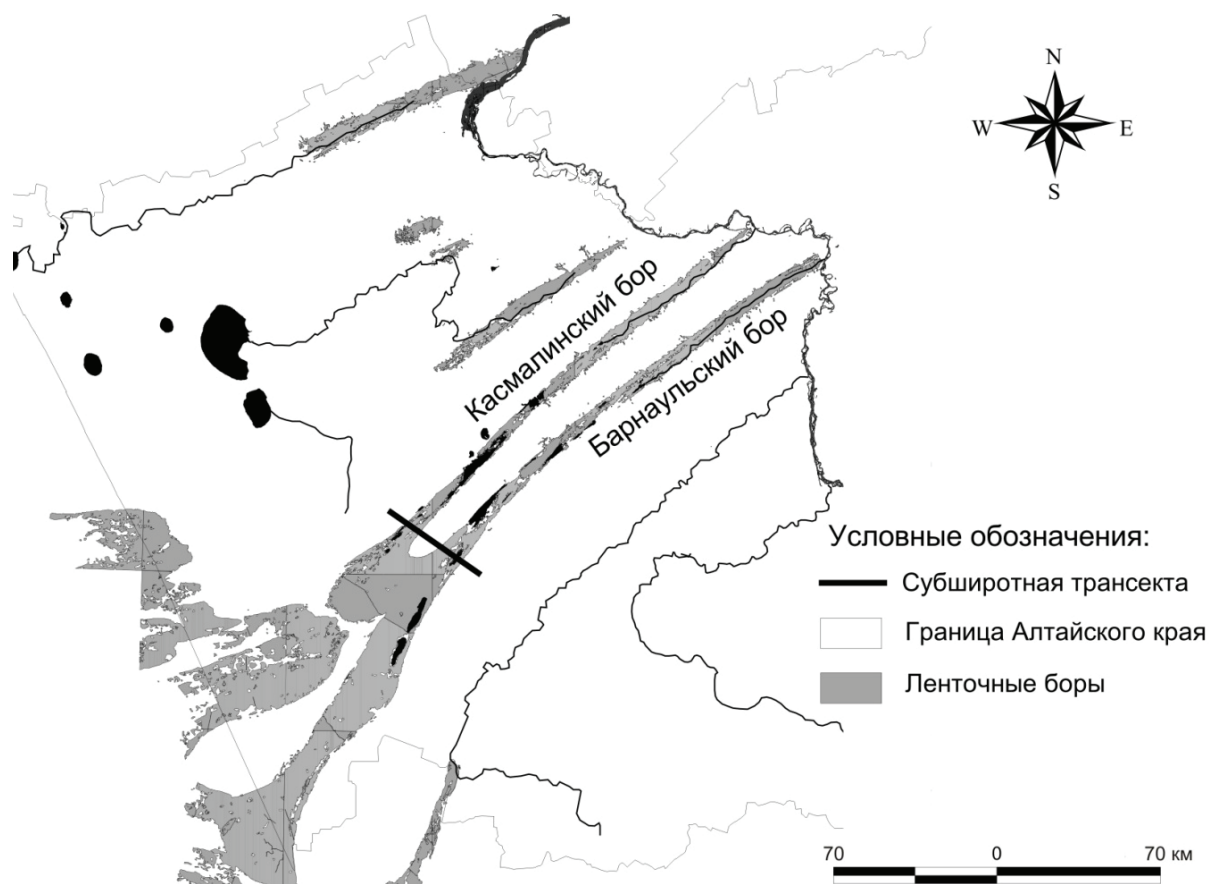 N
W E
S
Касмалинский бор
Барнаульский бор
Условные обозначения:
Субширотная трансекта
Граница Алтайского края
Ленточные боры
70 0 70 км